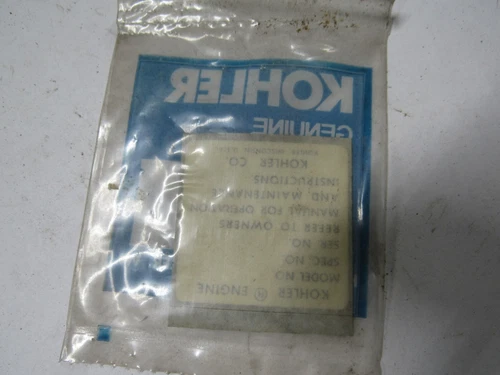 KOHLER
GENUINE
KOHLER ENGINE
MODEL NO.
SPEC. NO.
SER. NO.
REFER TO OWNERS
MANUAL FOR OPERATION
AND MAINTENANCE
INSTRUCTIONS
KOHLER CO.